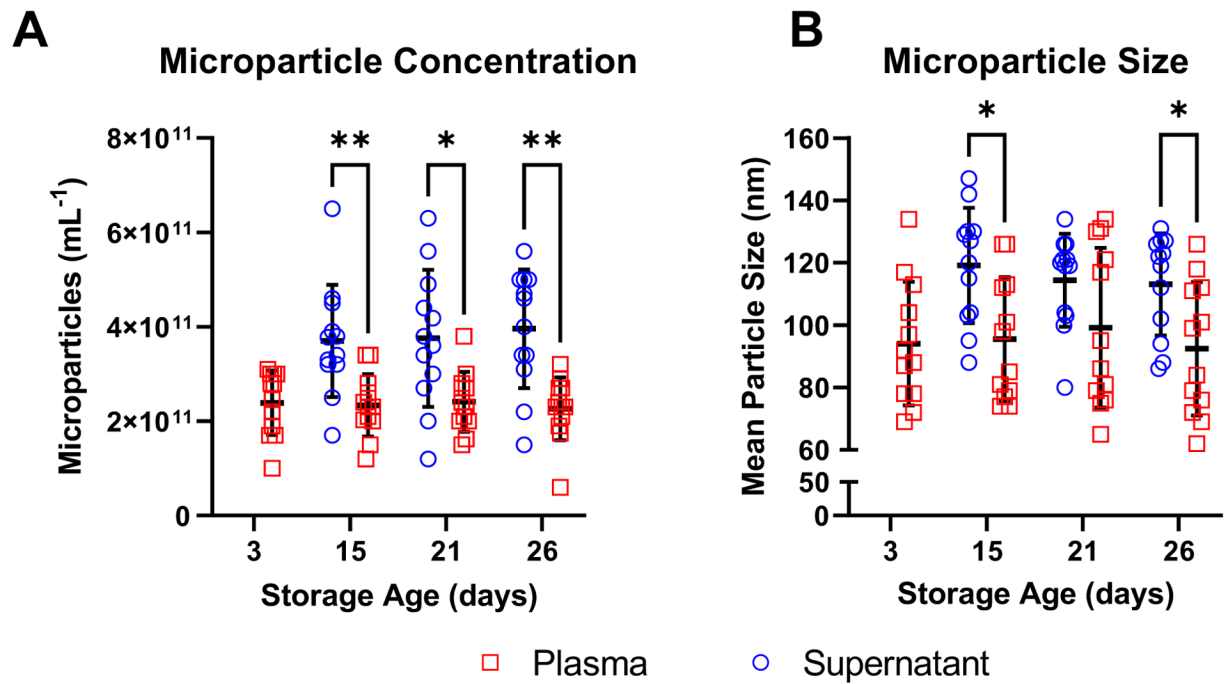 A
Microparticle Concentration
Microparticles (mL⁻¹)
8×10¹¹
6×10¹¹
4×10¹¹
2×10¹¹
0
** * **
3 15 21 26
Storage Age (days)
B
Microparticle Size
Mean Particle Size (nm)
160
140
120
100
80
60
50
0
* *
3 15 21 26
Storage Age (days)
Plasma Supernatant